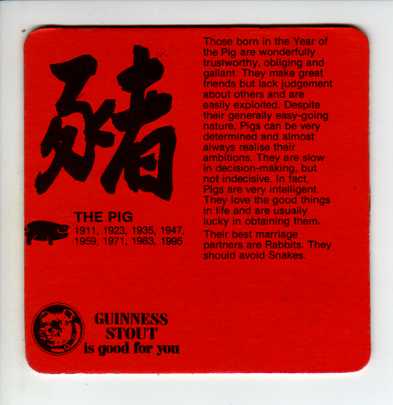 豬
THE PIG
1911, 1923, 1935, 1947,
1959, 1971, 1983, 1995
GUINNESS
STOUT
is good for you
Those born in the Year of
the Pig are wonderfully
trustworthy, obliging and
gallant. They make great
friends but lack judgement
about others and are
easily exploited. Despite
their generally easy-going
nature, Pigs can be very
determined and almost
always realise their
ambitions. They are slow
in decision-making, but
not indecisive. In fact,
Pigs are very intelligent.
They love the good things
in life and are usually
lucky in obtaining them.
Their best marriage
partners are Rabbits. They
should avoid Snakes.